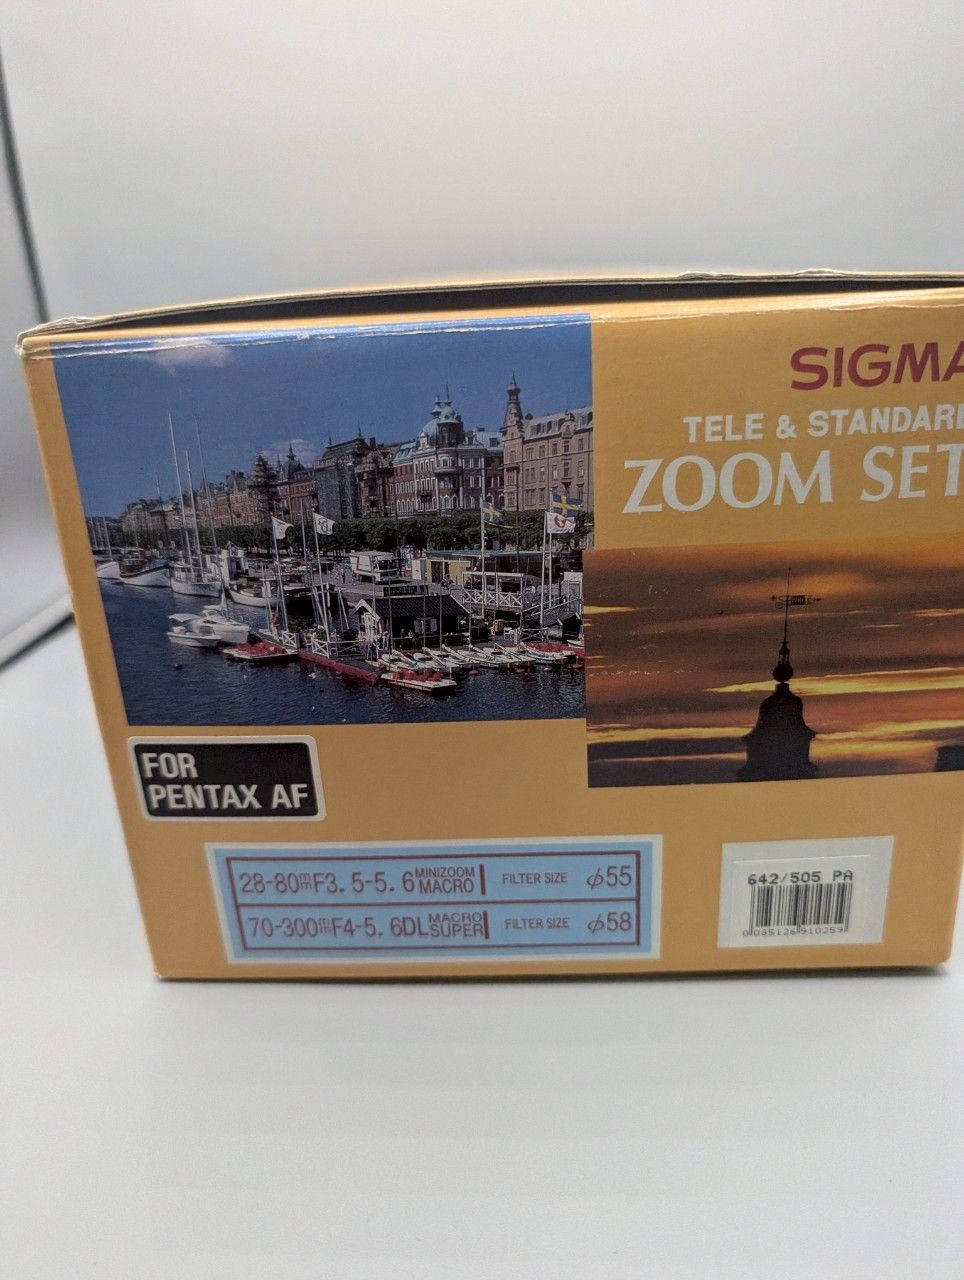 SIGMA
TELE & STANDARD
ZOOM SET
FOR
PENTAX AF
28-80mm F3.5-5.6 MINIZOOM MACRO FILTER SIZE φ55
70-300mm F4-5.6DL MACRO SUPER FILTER SIZE φ58
642/505 PA
0 085126 910259